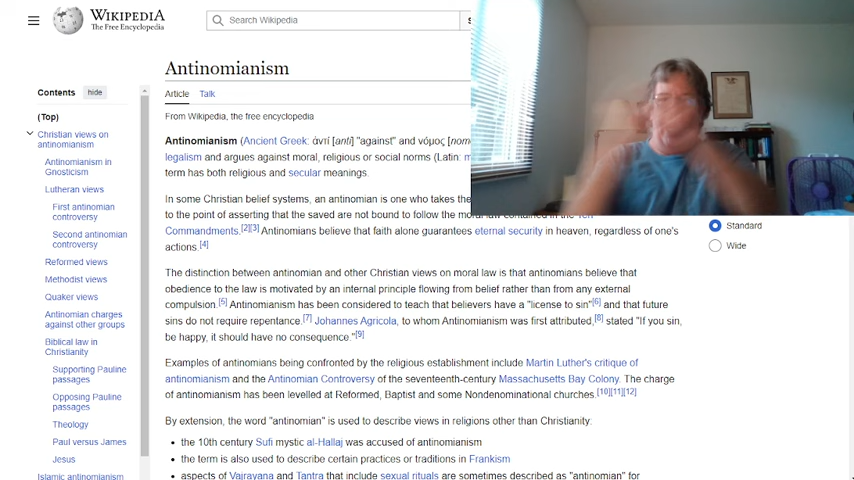 WIKIPEDIA
The Free Encyclopedia
Search Wikipedia
S
Antinomianism
Article Talk
From Wikipedia, the free encyclopedia
Contents hide
(Top)
Christian views on
antinomianism
Antinomianism in
Gnosticism
Lutheran views
First antinomian
controversy
Second antinomian
controversy
Reformed views
Methodist views
Quaker views
Antinomian charges
against other groups
Biblical law in
Christianity
Supporting Pauline
passages
Opposing Pauline
passages
Theology
Paul versus James
Jesus
Islamic antinomianism
Antinomianism (Ancient Greek: ἀντί [anti] "against" and νόμος [nom
legalism and argues against moral, religious or social norms (Latin: m
term has both religious and secular meanings.
In some Christian belief systems, an antinomian is one who takes the
to the point of asserting that the saved are not bound to follow the moral law contained in the Ten
Commandments.[2][3] Antinomians believe that faith alone guarantees eternal security in heaven, regardless of one's
actions.[4]
The distinction between antinomian and other Christian views on moral law is that antinomians believe that
obedience to the law is motivated by an internal principle flowing from belief rather than from any external
compulsion.[5] Antinomianism has been considered to teach that believers have a "license to sin"[6] and that future
sins do not require repentance.[7] Johannes Agricola, to whom Antinomianism was first attributed,[8] stated "If you sin,
be happy, it should have no consequence."[9]
Examples of antinomians being confronted by the religious establishment include Martin Luther's critique of
antinomianism and the Antinomian Controversy of the seventeenth-century Massachusetts Bay Colony. The charge
of antinomianism has been levelled at Reformed, Baptist and some Nondenominational churches.[10][11][12]
By extension, the word "antinomian" is used to describe views in religions other than Christianity:
• the 10th century Sufi mystic al-Hallaj was accused of antinomianism
• the term is also used to describe certain practices or traditions in Frankism
• aspects of Vajrayana and Tantra that include sexual rituals are sometimes described as "antinomian" for
Standard
Wide